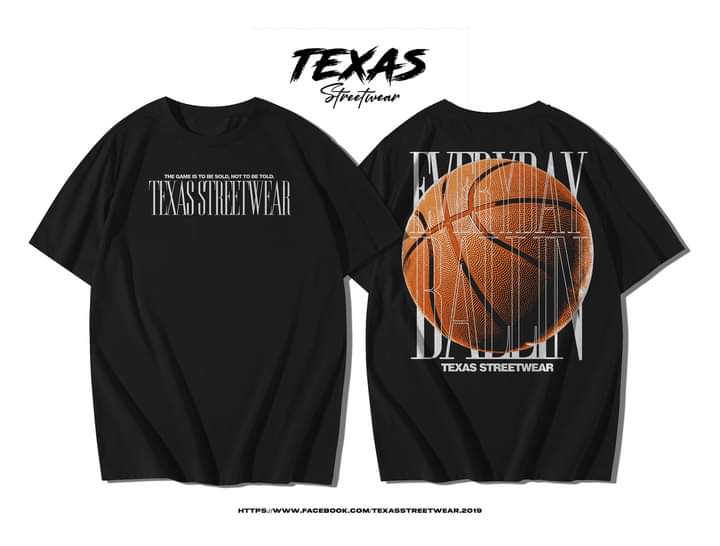 TEXAS
Streetwear
THE GAME IS TO BE SOLD, NOT TO BE TOLD.
TEXAS STREETWEAR
EVERYDAY
BALLIN
TEXAS STREETWEAR
HTTPS://WWW.FACEBOOK.COM/TEXASSTREETWEAR.2019